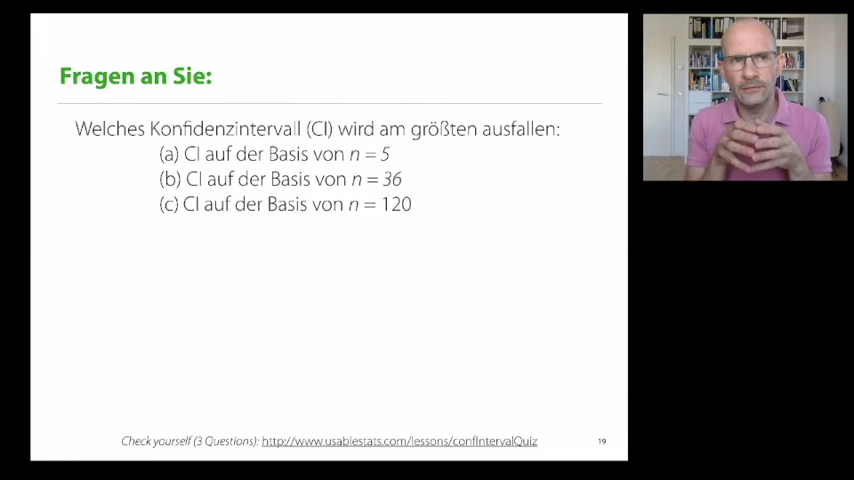 Fragen an Sie:
Welches Konfidenzintervall (CI) wird am größten ausfallen:
(a) CI auf der Basis von n = 5
(b) CI auf der Basis von n = 36
(c) CI auf der Basis von n = 120
Check yourself (3 Questions): http://www.usablestats.com/lessons/confIntervalQuiz
19